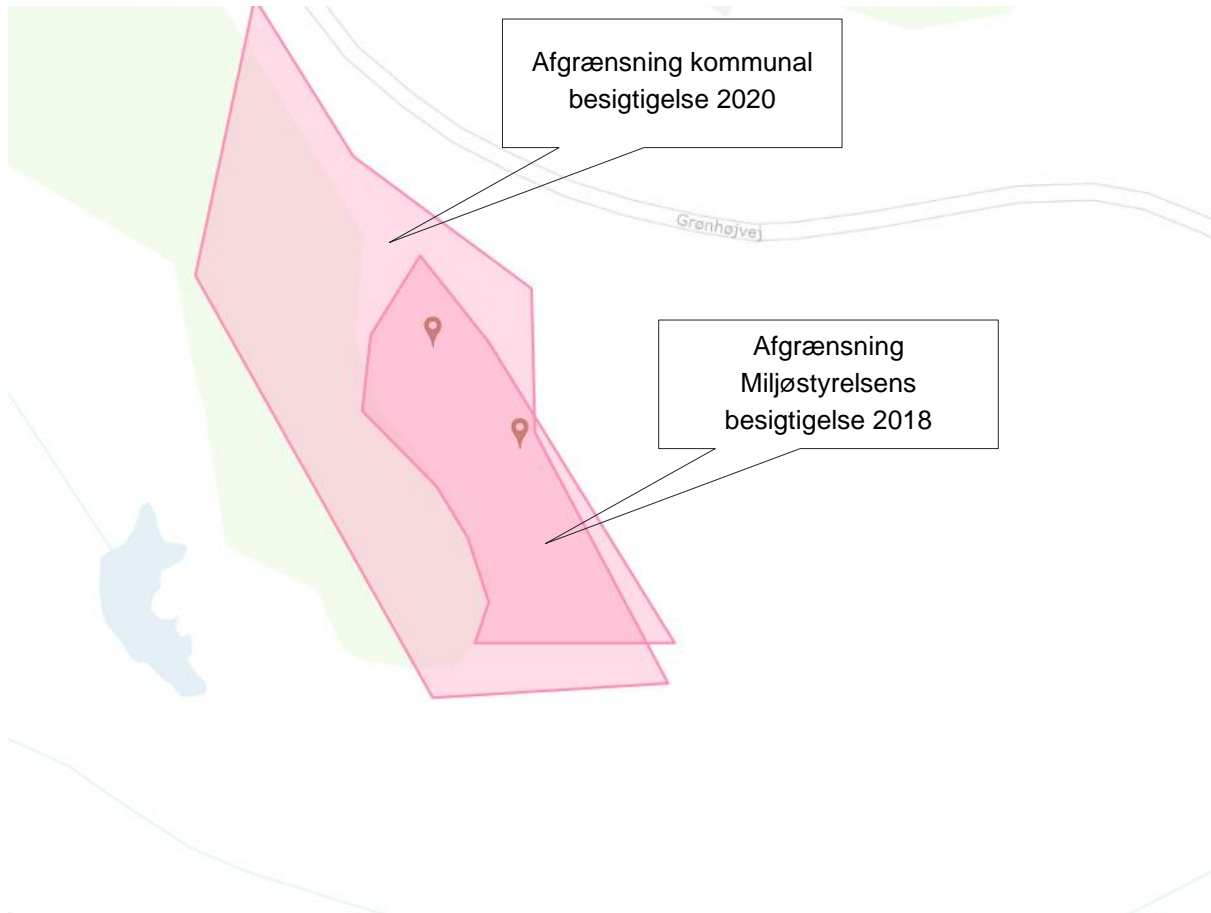 Afgrænsning kommunal
besigtigelse 2020
Grønhøjvej
Afgrænsning
Miljøstyrelsens
besigtigelse 2018